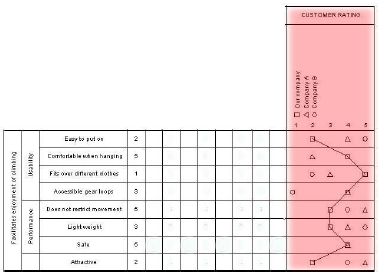 CUSTOMER RATING
Our company
Company A
Company B
1 2 3 4 5
Facilitates enjoyment of climbing
Usability
Easy to put on 2
Comfortable when hanging 5
Fits over different clothes 1
Accessible gear loops 3
Performance
Does not restrict movement 5
Lightweight 3
Safe 5
Attractive 2